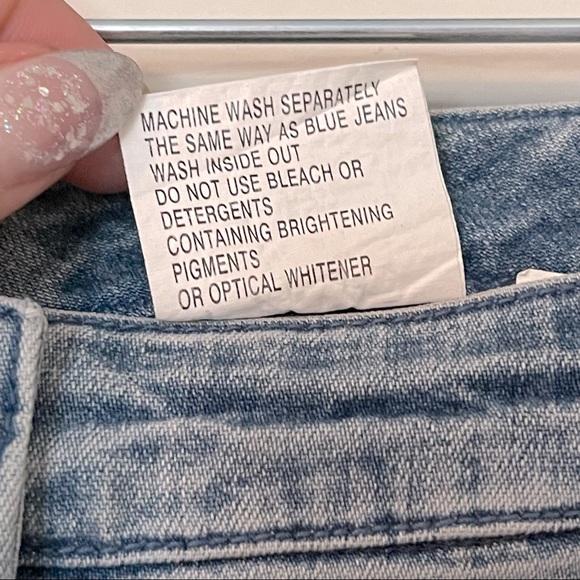 MACHINE WASH SEPARATELY
THE SAME WAY AS BLUE JEANS
WASH INSIDE OUT
DO NOT USE BLEACH OR
DETERGENTS
CONTAINING BRIGHTENING
PIGMENTS
OR OPTICAL WHITENER